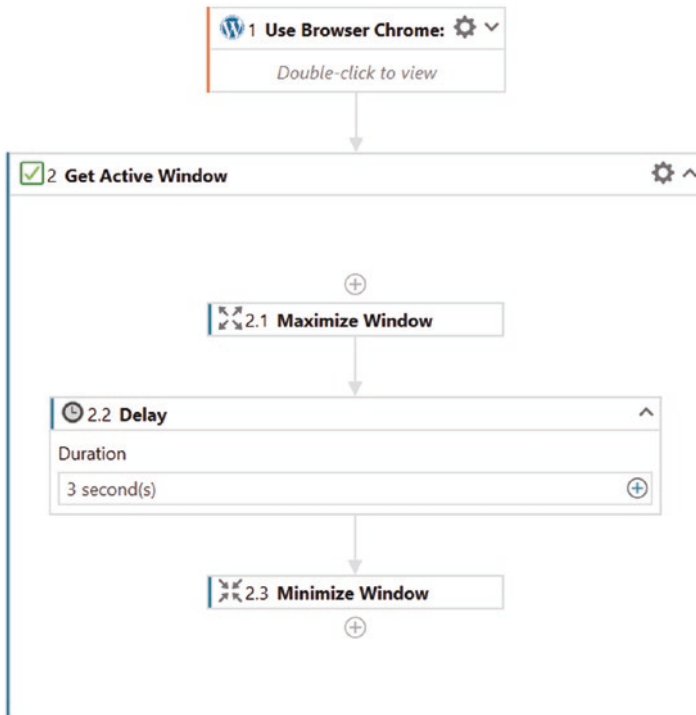 1 Use Browser Chrome:
Double-click to view
2 Get Active Window
2.1 Maximize Window
2.2 Delay
Duration
3 second(s)
2.3 Minimize Window